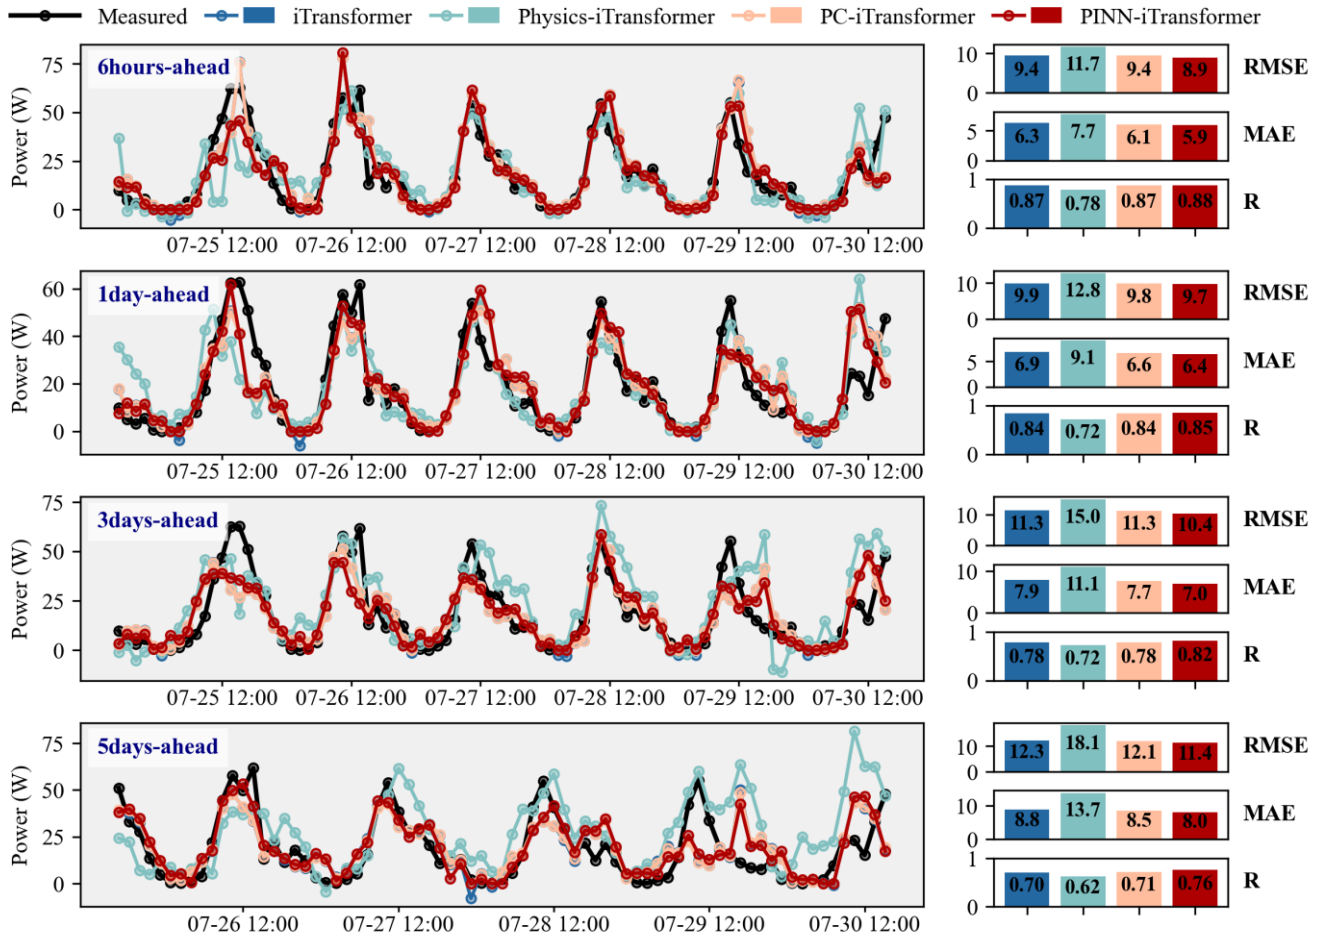 Measured iTransformer Physics-iTransformer PC-iTransformer PINN-iTransformer
6hours-ahead
Power (W)
75
50
25
0
07-25 12:00 07-26 12:00 07-27 12:00 07-28 12:00 07-29 12:00 07-30 12:00
10
0
9.4 11.7 9.4 8.9
RMSE
5
0
6.3 7.7 6.1 5.9
MAE
1
0
0.87 0.78 0.87 0.88
R
1day-ahead
Power (W)
60
40
20
0
07-25 12:00 07-26 12:00 07-27 12:00 07-28 12:00 07-29 12:00 07-30 12:00
10
0
9.9 12.8 9.8 9.7
RMSE
5
0
6.9 9.1 6.6 6.4
MAE
1
0
0.84 0.72 0.84 0.85
R
3days-ahead
Power (W)
75
50
25
0
07-25 12:00 07-26 12:00 07-27 12:00 07-28 12:00 07-29 12:00 07-30 12:00
10
0
11.3 15.0 11.3 10.4
RMSE
10
0
7.9 11.1 7.7 7.0
MAE
1
0
0.78 0.72 0.78 0.82
R
5days-ahead
Power (W)
75
50
25
0
07-26 12:00 07-27 12:00 07-28 12:00 07-29 12:00 07-30 12:00
10
0
12.3 18.1 12.1 11.4
RMSE
10
0
8.8 13.7 8.5 8.0
MAE
1
0
0.70 0.62 0.71 0.76
R